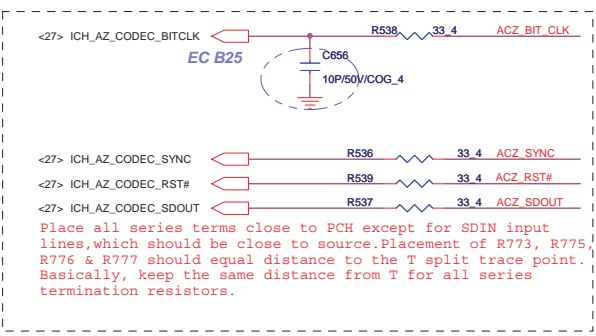 <27> ICH_AZ_CODEC_BITCLK R538 33_4 ACZ_BIT_CLK
EC B25
C656
10P/50V/COG_4
<27> ICH_AZ_CODEC_SYNC R536 33_4 ACZ_SYNC
<27> ICH_AZ_CODEC_RST# R539 33_4 ACZ_RST#
<27> ICH_AZ_CODEC_SDOUT R537 33_4 ACZ_SDOUT
Place all series terms close to PCH except for SDIN input
lines,which should be close to source.Placement of R773, R775,
R776 & R777 should equal distance to the T split trace point.
Basically, keep the same distance from T for all series
termination resistors.